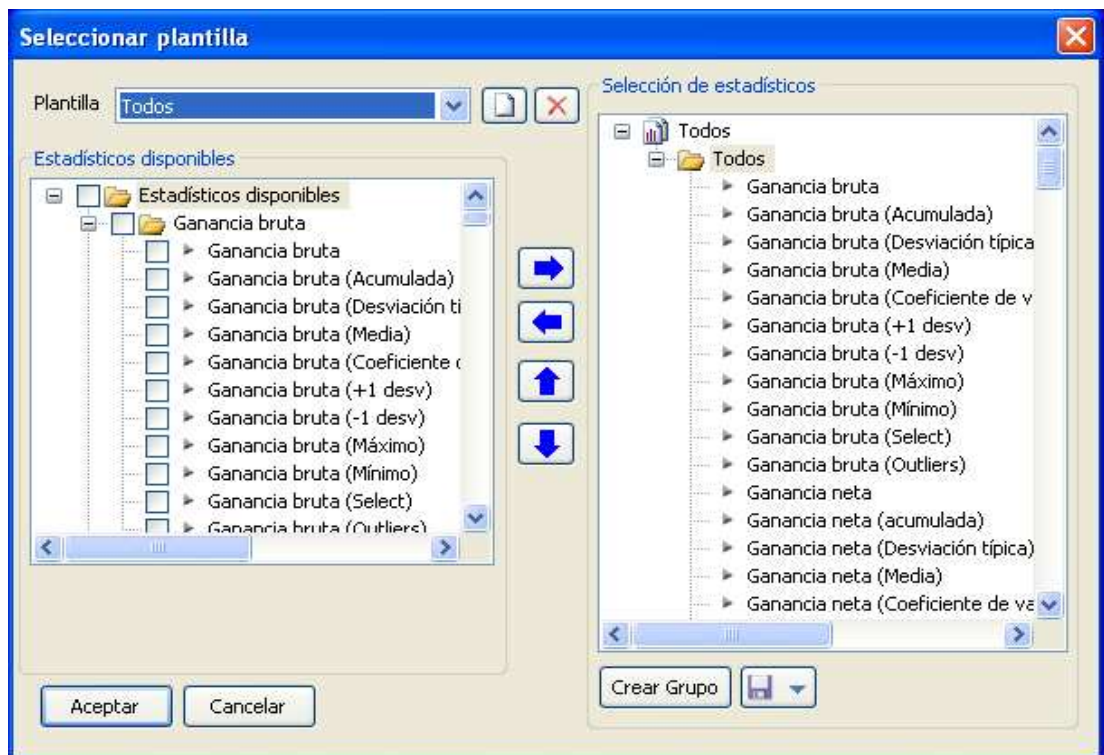 Seleccionar plantilla
Plantilla Todos
Estadísticos disponibles
Estadísticos disponibles
Ganancia bruta
Ganancia bruta
Ganancia bruta (Acumulada)
Ganancia bruta (Desviación tí
Ganancia bruta (Media)
Ganancia bruta (Coeficiente
Ganancia bruta (+1 desv)
Ganancia bruta (-1 desv)
Ganancia bruta (Máximo)
Ganancia bruta (Mínimo)
Ganancia bruta (Select)
Ganancia bruta (Outliers)
Aceptar
Cancelar
Selección de estadísticos
Todos
Todos
Ganancia bruta
Ganancia bruta (Acumulada)
Ganancia bruta (Desviación típica
Ganancia bruta (Media)
Ganancia bruta (Coeficiente de v
Ganancia bruta (+1 desv)
Ganancia bruta (-1 desv)
Ganancia bruta (Máximo)
Ganancia bruta (Mínimo)
Ganancia bruta (Select)
Ganancia bruta (Outliers)
Ganancia neta
Ganancia neta (acumulada)
Ganancia neta (Desviación típica)
Ganancia neta (Media)
Ganancia neta (Coeficiente de va
Crear Grupo